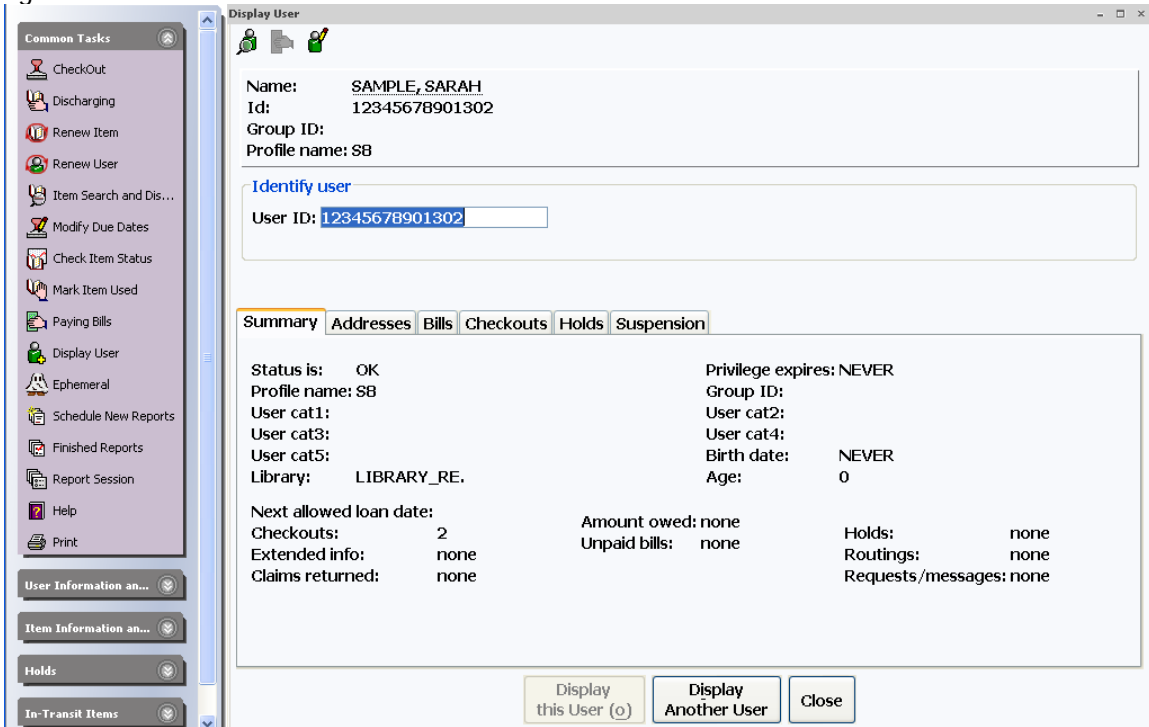 Display User
Common Tasks
CheckOut
Discharging
Renew Item
Renew User
Item Search and Dis...
Modify Due Dates
Check Item Status
Mark Item Used
Paying Bills
Display User
Ephemeral
Schedule New Reports
Finished Reports
Report Session
Help
Print
User Information an...
Item Information an...
Holds
In-Transit Items
Name: SAMPLE, SARAH
Id: 12345678901302
Group ID:
Profile name: S8
Identify user
User ID: 12345678901302
Summary Addresses Bills Checkouts Holds Suspension
Status is: OK Privilege expires: NEVER
Profile name: S8 Group ID:
User cat1: User cat2:
User cat3: User cat4:
User cat5: Birth date: NEVER
Library: LIBRARY_RE. Age: 0
Next allowed loan date:
Amount owed: none
Checkouts: 2 Holds: none
Unpaid bills: none
Extended info: none Routings: none
Claims returned: none Requests/messages: none
Display
this User (o)
Display
Another User
Close